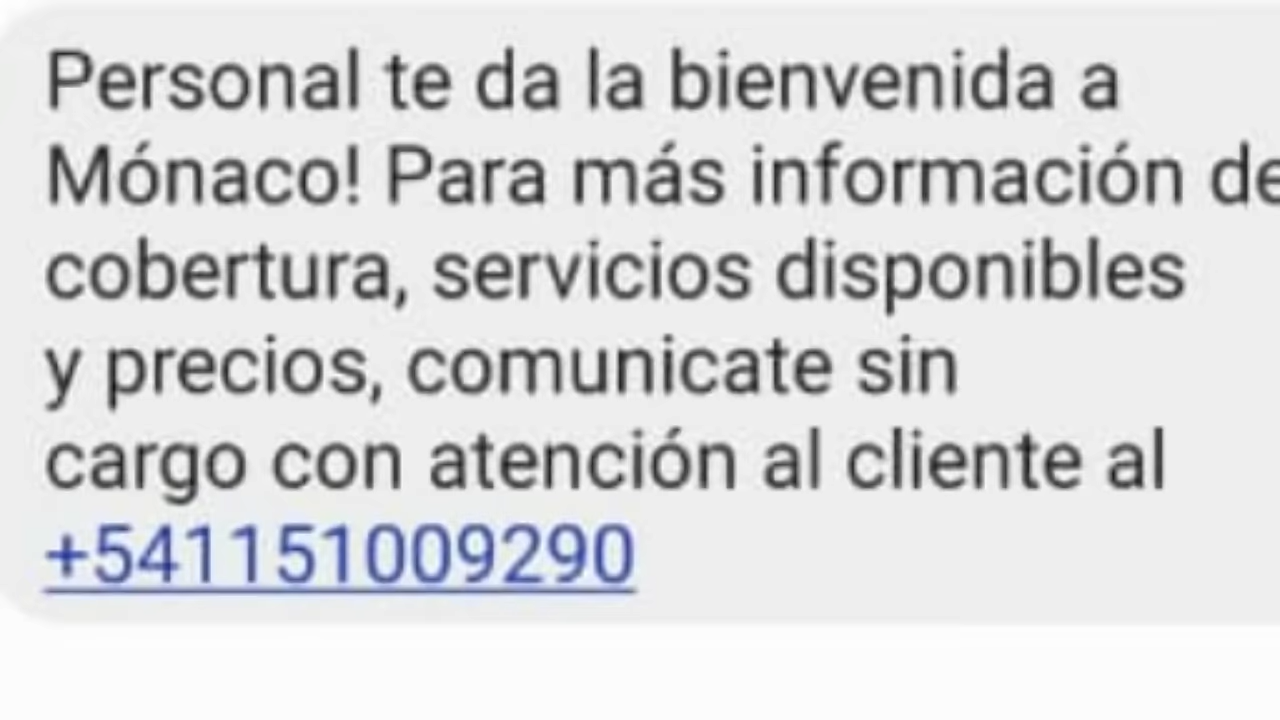 Personal te da la bienvenida a
Mónaco! Para más información de
cobertura, servicios disponibles
y precios, comunicate sin
cargo con atención al cliente al
+541151009290